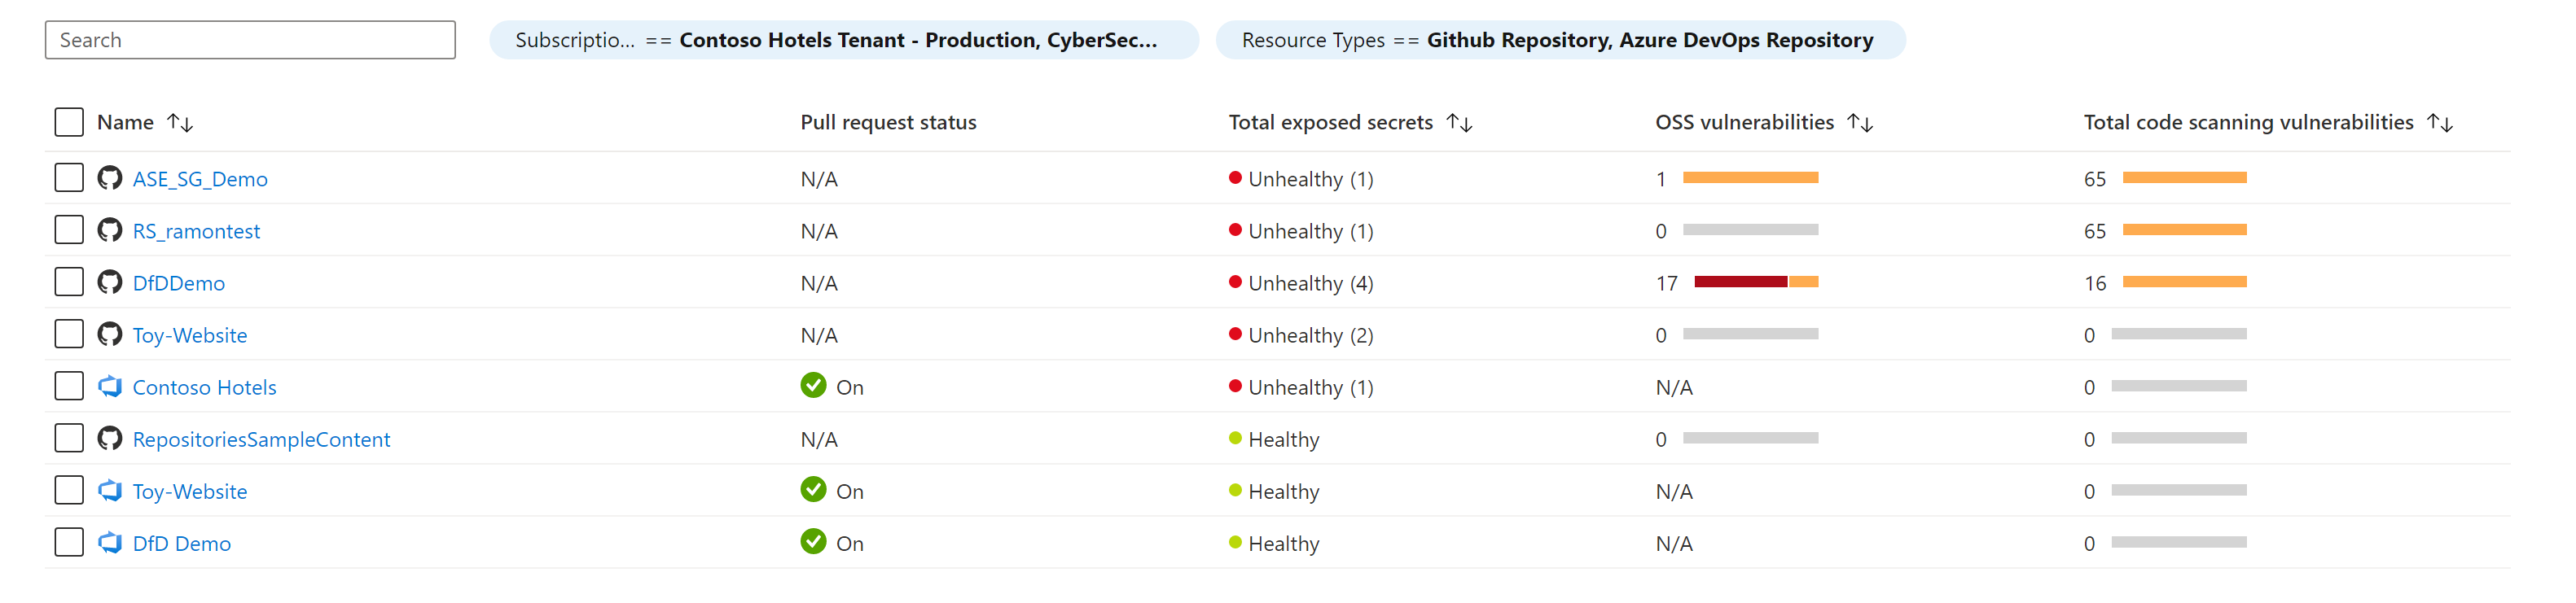 Search Subscriptio... == Contoso Hotels Tenant - Production, CyberSec... Resource Types == Github Repository, Azure DevOps Repository
Name Pull request status Total exposed secrets OSS vulnerabilities Total code scanning vulnerabilities
ASE_SG_Demo N/A Unhealthy (1) 1 65
RS_ramontest N/A Unhealthy (1) 0 65
DfDDemo N/A Unhealthy (4) 17 16
Toy-Website N/A Unhealthy (2) 0 0
Contoso Hotels On Unhealthy (1) N/A 0
RepositoriesSampleContent N/A Healthy 0 0
Toy-Website On Healthy N/A 0
DfD Demo On Healthy N/A 0